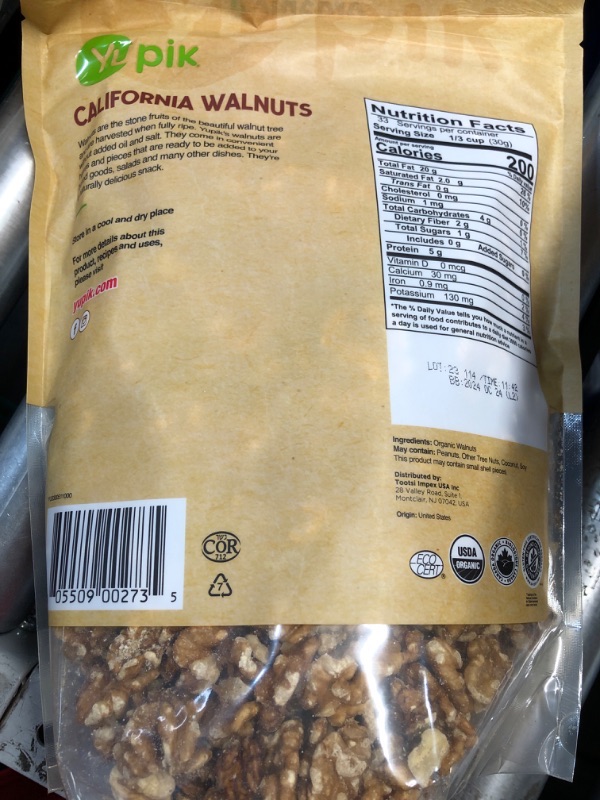 Yupik
CALIFORNIA WALNUTS
are the stone fruits of the beautiful walnut tree
harvested when fully ripe. Yupik's walnuts are
added oil and salt. They come in convenient
and pieces that are ready to be added to your
goods, salads and many other dishes. They're
delicious snack.
Store in a cool and dry place
For more details about this
product, recipes and uses,
please visit
yupik.com
Nutrition Facts
33 Servings per container
Serving Size 1/3 cup (30g)
Amount per serving
Calories 200
Total Fat 20 g
Saturated Fat 2.0 g
Trans Fat 0 g
Cholesterol 0 mg
Sodium 1 mg
Total Carbohydrates 4 g
Dietary Fiber 2 g
Total Sugars 1 g
Includes 0 g Added Sugars
Protein 5 g
Vitamin D 0 mcg
Calcium 30 mg
Iron 0.9 mg
Potassium 130 mg
*The % Daily Value tells you how much a nutrient in a
serving of food contributes to a daily diet
a day is used for general nutrition advice.
LOT:23 114 /TIME:11:42
BB:2024 OC 24 (L2)
Ingredients: Organic Walnuts
May contain: Peanuts, Other Tree Nuts, Coconut, Soy
This product may contain small shell pieces
Distributed by:
Tootsi Impex USA Inc
28 Valley Road, Suite 1
Montclair, NJ 07042, USA
Origin: United States
05509 00273 5
COR
712
7
ECO
CERT
USDA
ORGANIC